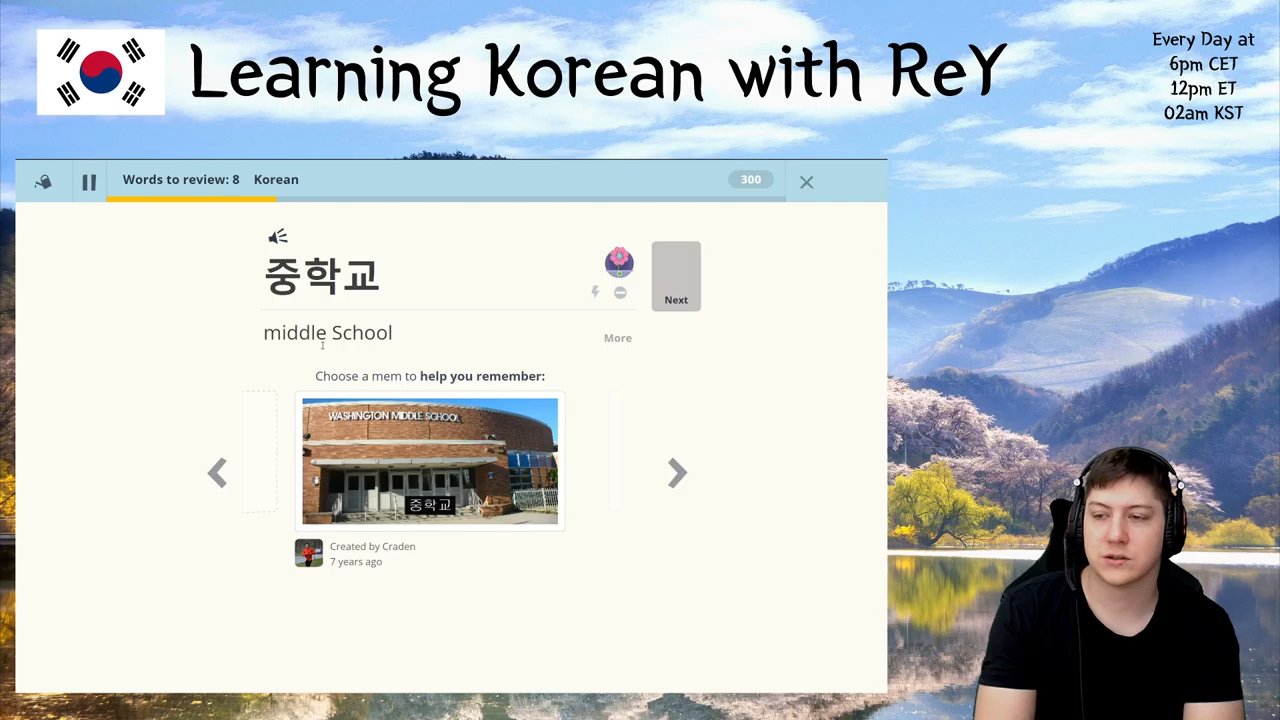 Learning Korean with ReY
Every Day at
6pm CET
12pm ET
02am KST
Words to review: 8 Korean
300
중학교
Next
middle School
More
Choose a mem to help you remember:
WASHINGTON MIDDLE SCHOOL
중학교
Created by Craden
7 years ago